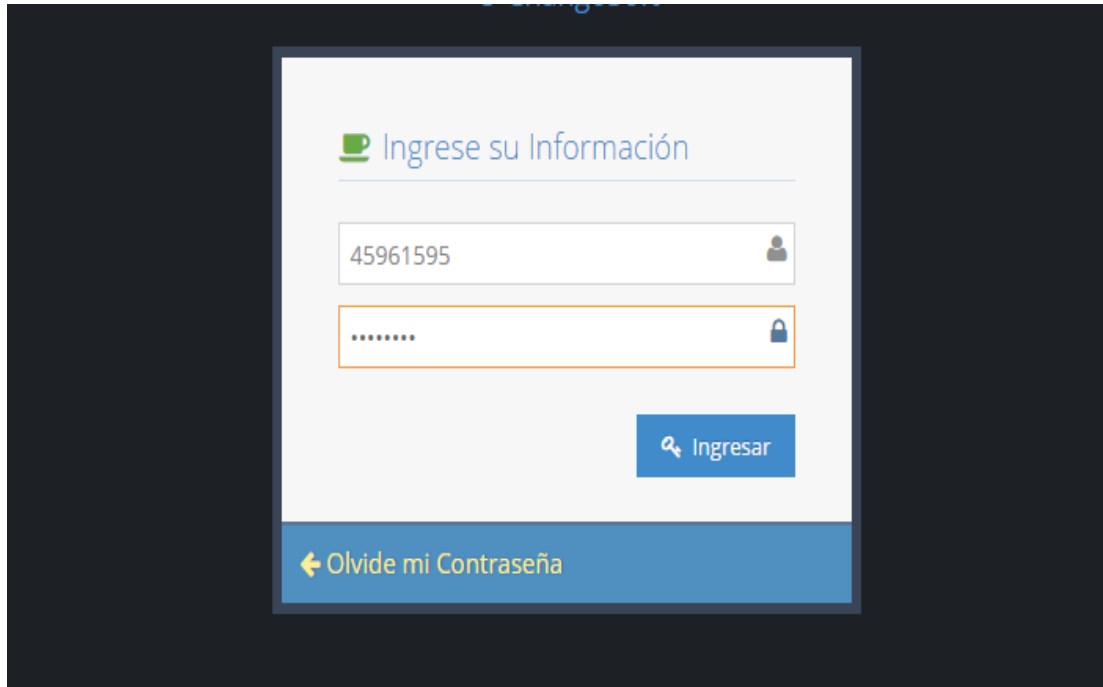 Ingrese su Información
45961595
••••••••
Ingresar
Olvide mi Contraseña